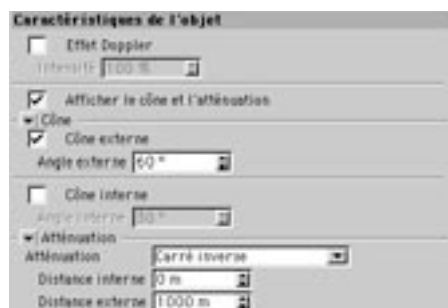 Caractéristiques de l'objet
Effet Doppler
Intensité 100 %
Afficher le cône et l'atténuation
Cône
Cône externe
Angle externe 60 °
Cône interne
Angle interne 30 °
Atténuation
Atténuation Carré inverse
Distance interne 0 m
Distance externe 1000 m